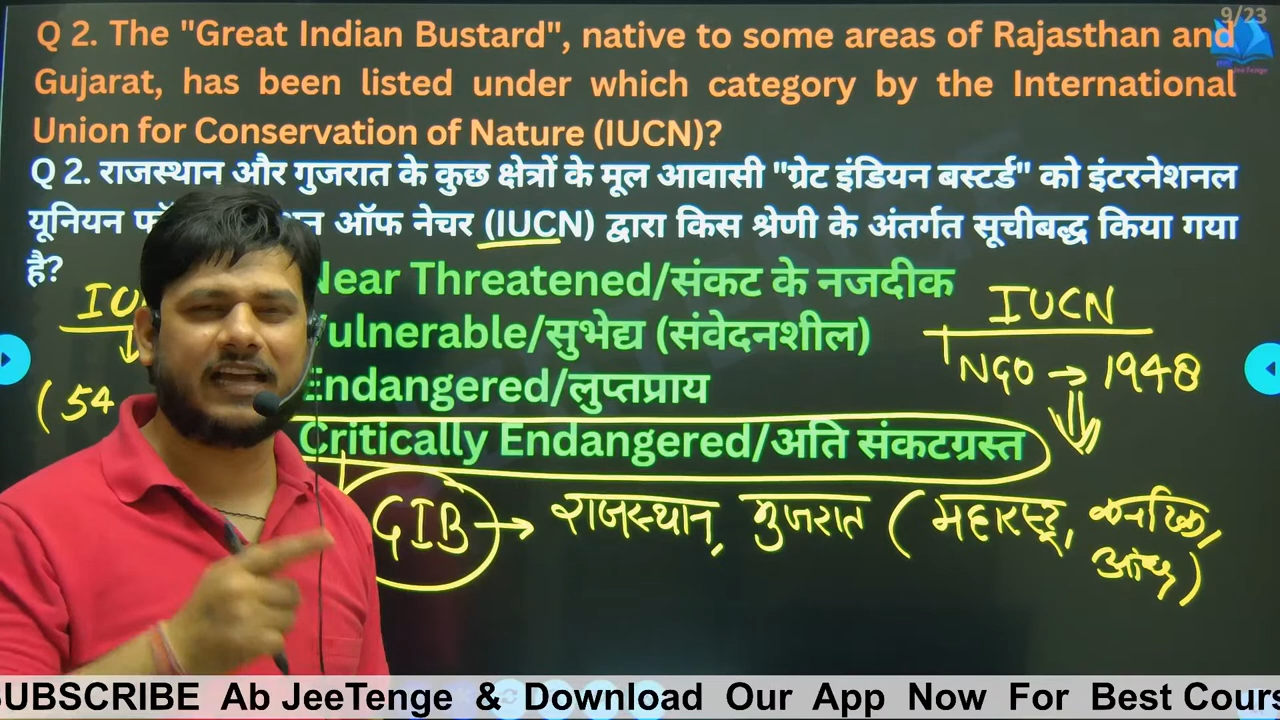 9/23
Q 2. The "Great Indian Bustard", native to some areas of Rajasthan and
Gujarat, has been listed under which category by the International
Union for Conservation of Nature (IUCN)?
Q 2. राजस्थान और गुजरात के कुछ क्षेत्रों के मूल आवासी "ग्रेट इंडियन बस्टर्ड" को इंटरनेशनल
यूनियन ऑफ नेचर (IUCN) द्वारा किस श्रेणी के अंतर्गत सूचीबद्ध किया गया
है?
Near Threatened/संकट के नजदीक
Vulnerable/सुभेद्य (संवेदनशील)
Endangered/लुप्तप्राय
Critically Endangered/अति संकटग्रस्त
(54
IUCN
NGO → 1948
GIB → राजस्थान, गुजरात (
SUBSCRIBE Ab JeeTenge & Download Our App Now For Best Cours